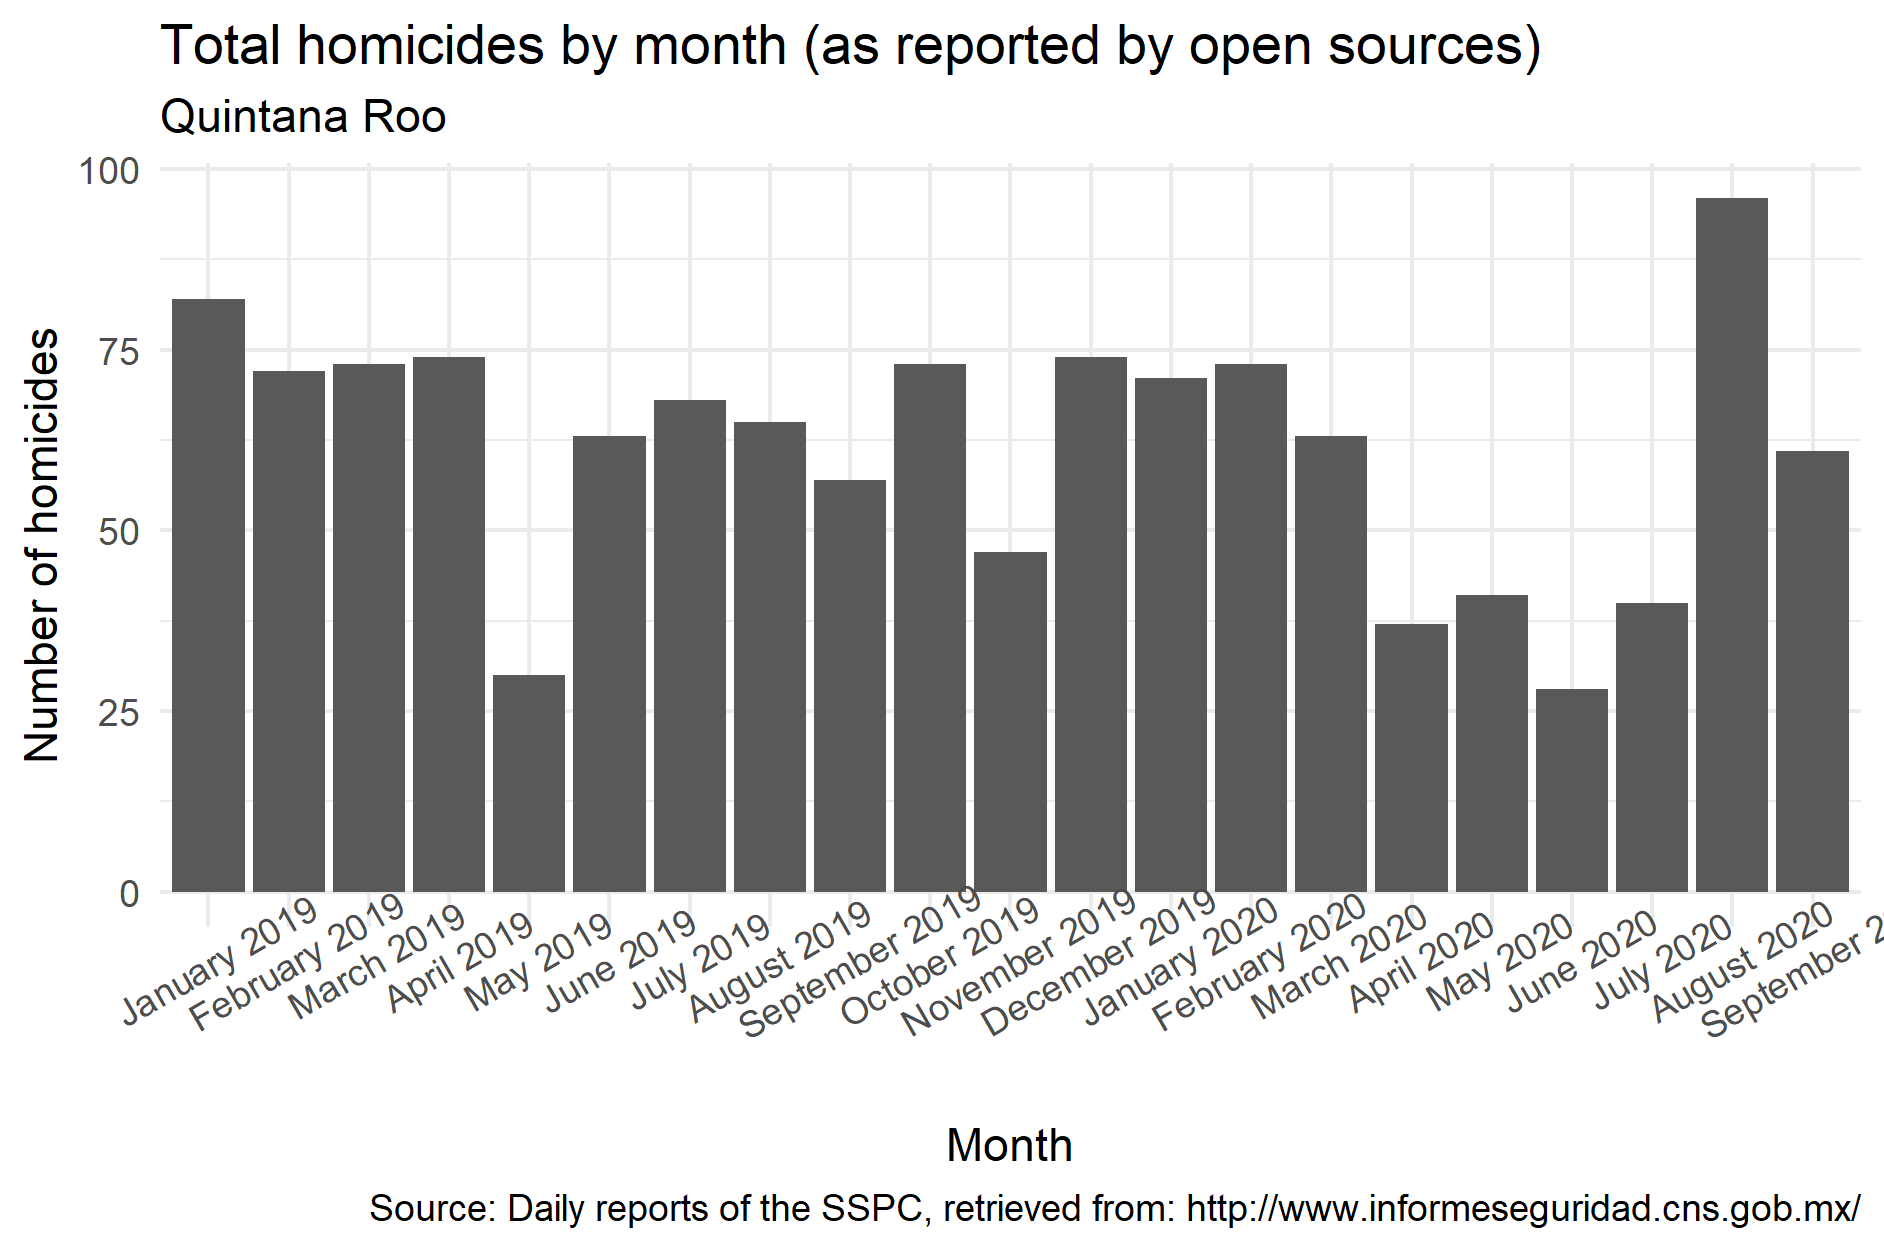 Total homicides by month (as reported by open sources)
Quintana Roo
100
75
50
25
0
Number of homicides
January 2019
February 2019
March 2019
April 2019
May 2019
June 2019
July 2019
August 2019
September 2019
October 2019
November 2019
December 2019
January 2020
February 2020
March 2020
April 2020
May 2020
June 2020
July 2020
August 2020
September
Month
Source: Daily reports of the SSPC, retrieved from: http://www.informeseguridad.cns.gob.mx/